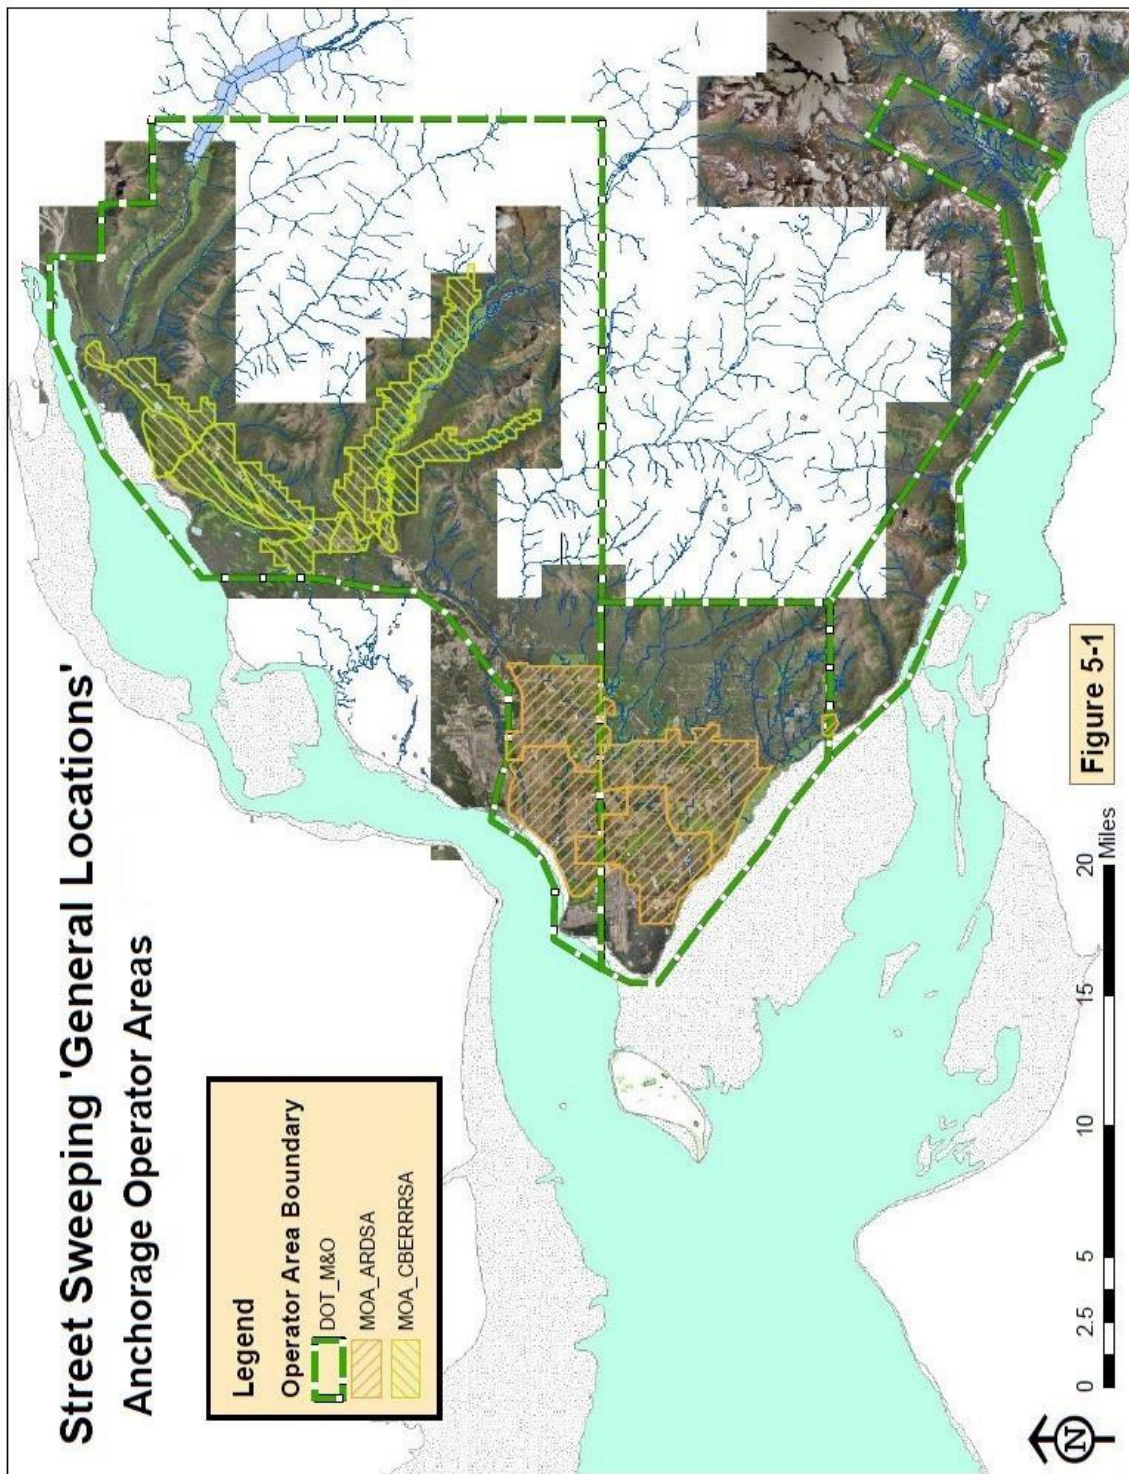 Street Sweeping 'General Locations'
Anchorage Operator Areas
Legend
Operator Area Boundary
DOT_M&O
MOA_ARDSA
MOA_CBERRRSA
N
0 2.5 5 10 15 20
Miles
Figure 5-1